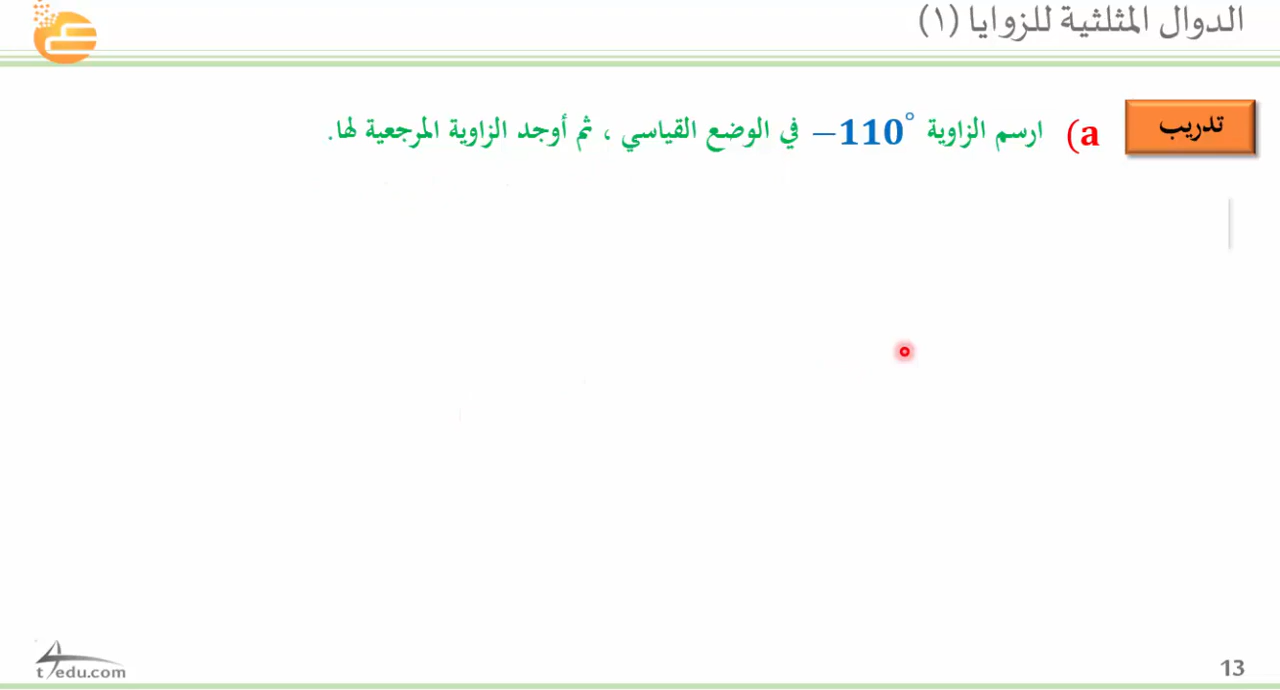 الدوال المثلثية للزوايا (١)
تدريب
a) ارسم الزاوية −110° في الوضع القياسي ، ثم أوجد الزاوية المرجعية لها.
t4edu.com
13